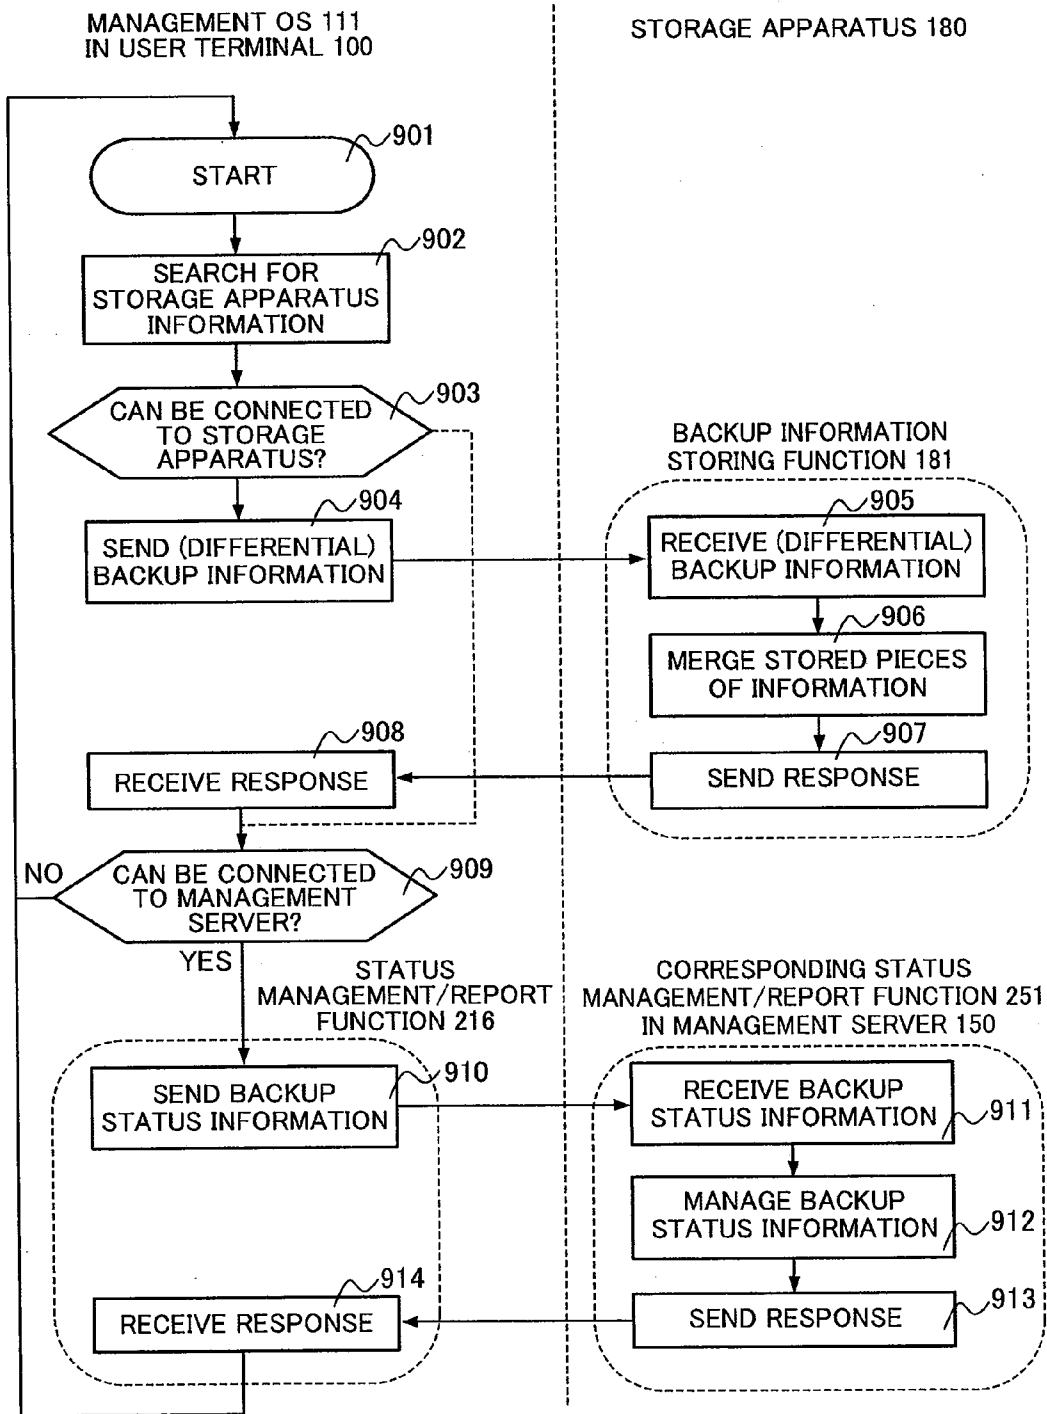 MANAGEMENT OS 111
IN USER TERMINAL 100
STORAGE APPARATUS 180
901
START
902
SEARCH FOR
STORAGE APPARATUS
INFORMATION
903
CAN BE CONNECTED
TO STORAGE
APPARATUS?
BACKUP INFORMATION
STORING FUNCTION 181
904
SEND (DIFFERENTIAL)
BACKUP INFORMATION
905
RECEIVE (DIFFERENTIAL)
BACKUP INFORMATION
906
MERGE STORED PIECES
OF INFORMATION
907
SEND RESPONSE
908
RECEIVE RESPONSE
909
CAN BE CONNECTED
TO MANAGEMENT
SERVER?
NO
YES
STATUS
MANAGEMENT/REPORT
FUNCTION 216
CORRESPONDING STATUS
MANAGEMENT/REPORT FUNCTION 251
IN MANAGEMENT SERVER 150
910
SEND BACKUP
STATUS INFORMATION
RECEIVE BACKUP
STATUS INFORMATION
911
MANAGE BACKUP
STATUS INFORMATION
912
SEND RESPONSE
913
914
RECEIVE RESPONSE